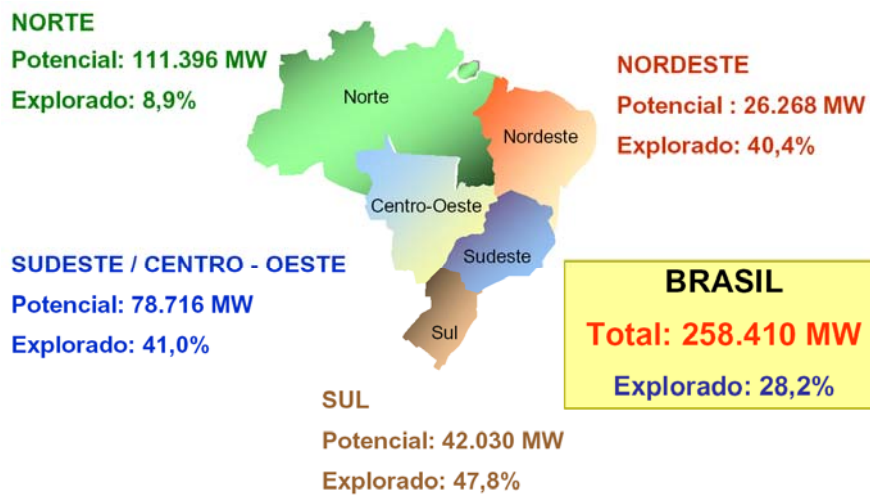 NORTE
Potencial: 111.396 MW
Explorado: 8,9%
NORDESTE
Potencial : 26.268 MW
Explorado: 40,4%
Norte
Nordeste
Centro-Oeste
Sudeste
Sul
SUDESTE / CENTRO - OESTE
Potencial: 78.716 MW
Explorado: 41,0%
BRASIL
Total: 258.410 MW
Explorado: 28,2%
SUL
Potencial: 42.030 MW
Explorado: 47,8%